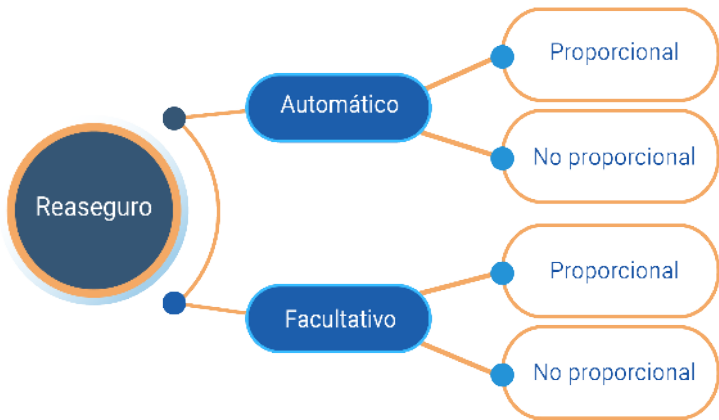 Reaseguro
Automático
Proporcional
No proporcional
Facultativo
Proporcional
No proporcional